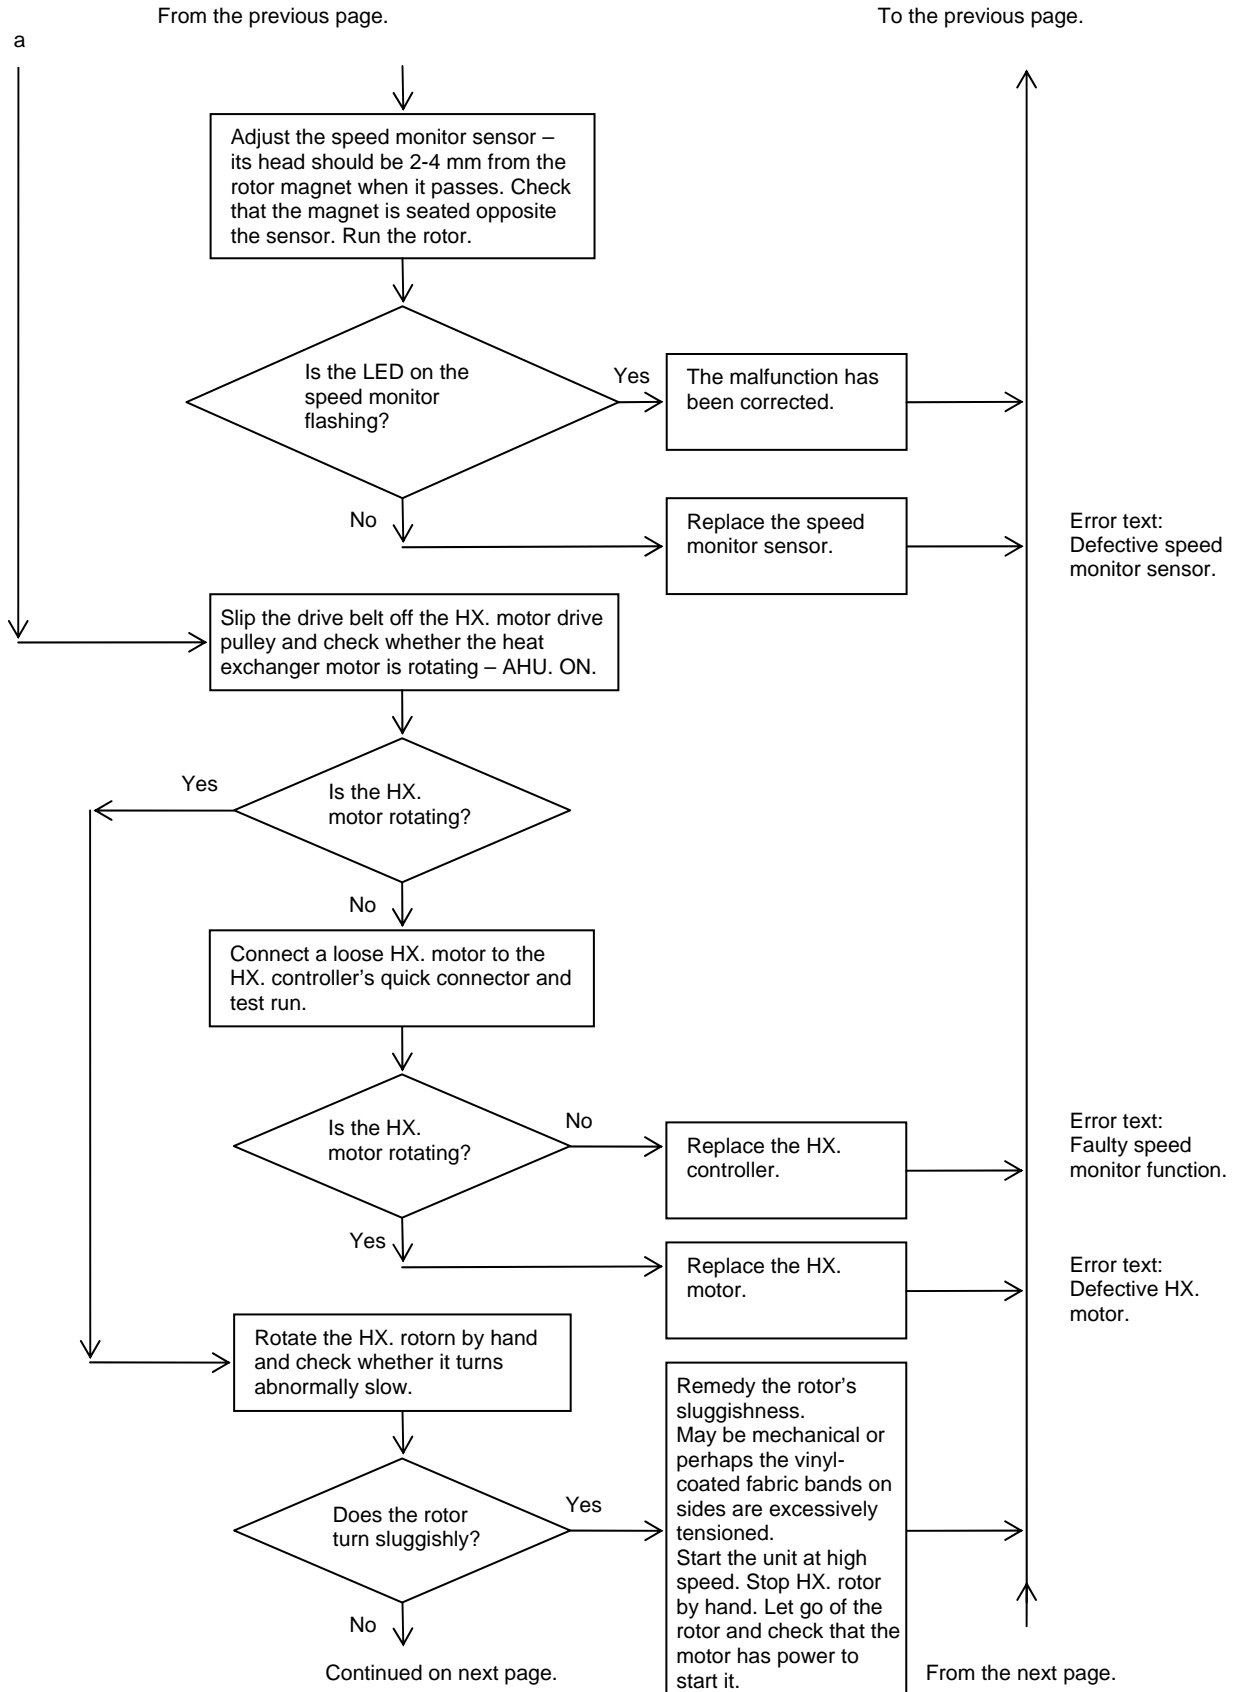 From the previous page.
To the previous page.
a
Adjust the speed monitor sensor –
its head should be 2-4 mm from the
rotor magnet when it passes. Check
that the magnet is seated opposite
the sensor. Run the rotor.
Is the LED on the
speed monitor
flashing?
Yes
The malfunction has
been corrected.
No
Replace the speed
monitor sensor.
Error text:
Defective speed
monitor sensor.
Slip the drive belt off the HX. motor drive
pulley and check whether the heat
exchanger motor is rotating – AHU. ON.
Yes
Is the HX.
motor rotating?
No
Connect a loose HX. motor to the
HX. controller's quick connector and
test run.
Is the HX.
motor rotating?
No
Replace the HX.
controller.
Error text:
Faulty speed
monitor function.
Yes
Replace the HX.
motor.
Error text:
Defective HX.
motor.
Rotate the HX. rotorn by hand
and check whether it turns
abnormally slow.
Does the rotor
turn sluggishly?
Yes
Remedy the rotor's
sluggishness.
May be mechanical or
perhaps the vinyl-
coated fabric bands on
sides are excessively
tensioned.
Start the unit at high
speed. Stop HX. rotor
by hand. Let go of the
rotor and check that the
motor has power to
start it.
No
Continued on next page.
From the next page.